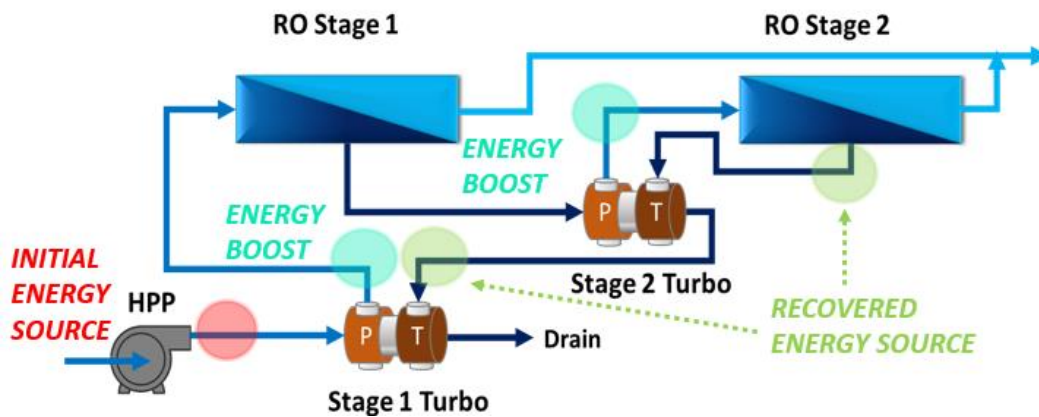 RO Stage 1
RO Stage 2
ENERGY
BOOST
P
T
ENERGY
BOOST
Stage 2 Turbo
INITIAL
ENERGY
SOURCE
HPP
P
T
Drain
RECOVERED
ENERGY SOURCE
Stage 1 Turbo